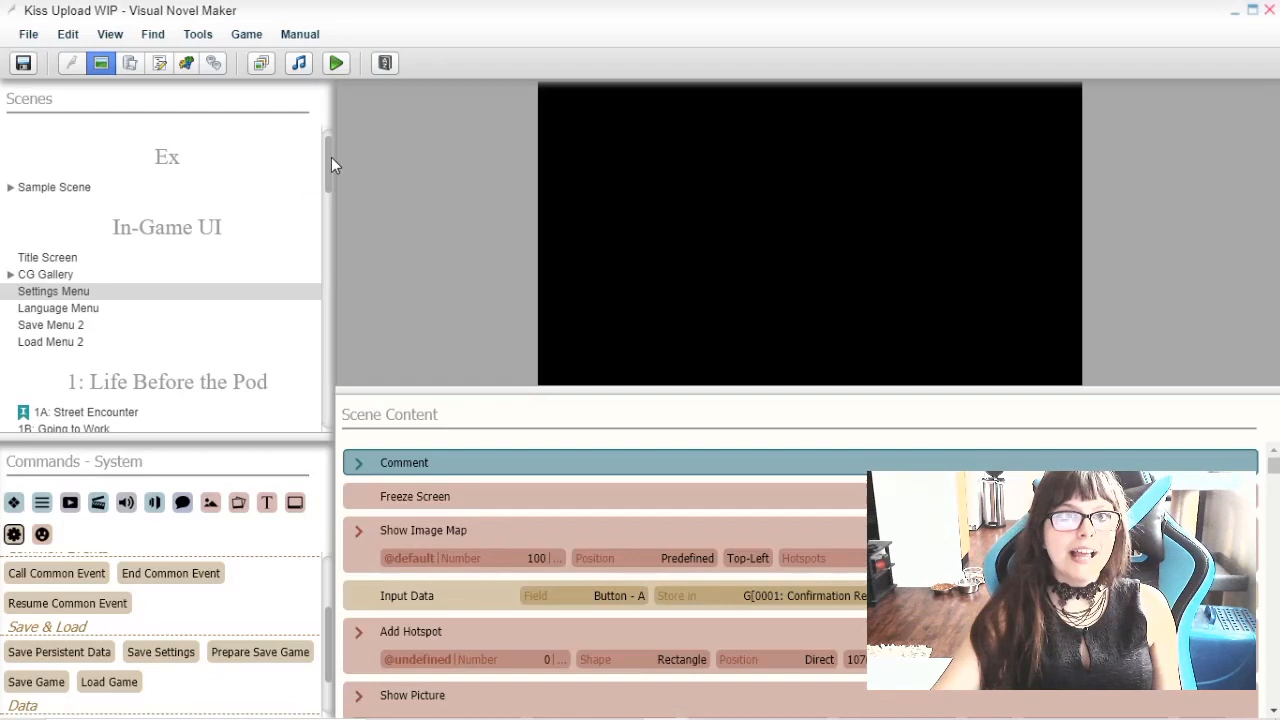 Kiss Upload WIP - Visual Novel Maker
File Edit View Find Tools Game Manual
Scenes
Ex
Sample Scene
In-Game UI
Title Screen
CG Gallery
Settings Menu
Language Menu
Save Menu 2
Load Menu 2
1: Life Before the Pod
1A: Street Encounter
1B: Going to Work
Commands - System
Call Common Event End Common Event
Resume Common Event
Save & Load
Save Persistent Data Save Settings Prepare Save Game
Save Game Load Game
Data
Scene Content
Comment
Freeze Screen
Show Image Map
@default|Number 100|... Position Predefined Top-Left Hotspots
Input Data Field Button - A Store in G[0001: Confirmation Re
Add Hotspot
@undefined|Number 0|... Shape Rectangle Position Direct 107
Show Picture